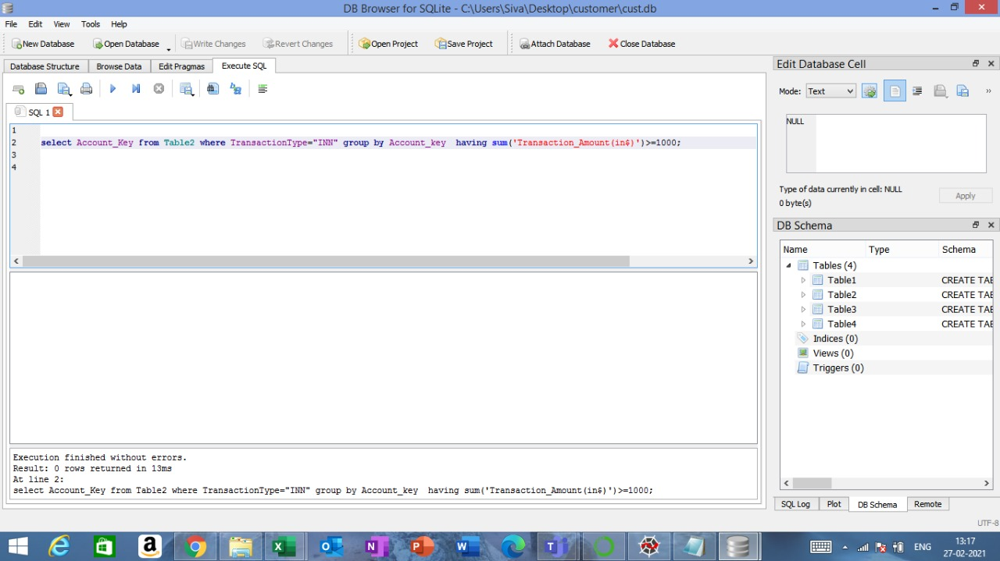 DB Browser for SQLite - C:\Users\Siva\Desktop\customer\cust.db
File Edit View Tools Help
New Database Open Database Write Changes Revert Changes Open Project Save Project Attach Database Close Database
Database Structure Browse Data Edit Pragmas Execute SQL
SQL 1
1
2 select Account_Key from Table2 where TransactionType="INN" group by Account_key  having sum('Transaction_Amount(in$)')>=1000;
3
4
Execution finished without errors.
Result: 0 rows returned in 13ms
At line 2:
select Account_Key from Table2 where TransactionType="INN" group by Account_key  having sum('Transaction_Amount(in$)')>=1000;
Edit Database Cell
Mode: Text
NULL
Type of data currently in cell: NULL
0 byte(s)
Apply
DB Schema
Name Type Schema
Tables (4)
Table1 CREATE TAB
Table2 CREATE TAB
Table3 CREATE TAB
Table4 CREATE TAB
Indices (0)
Views (0)
Triggers (0)
SQL Log Plot DB Schema Remote
UTF-8
ENG
13:17
27-02-2021